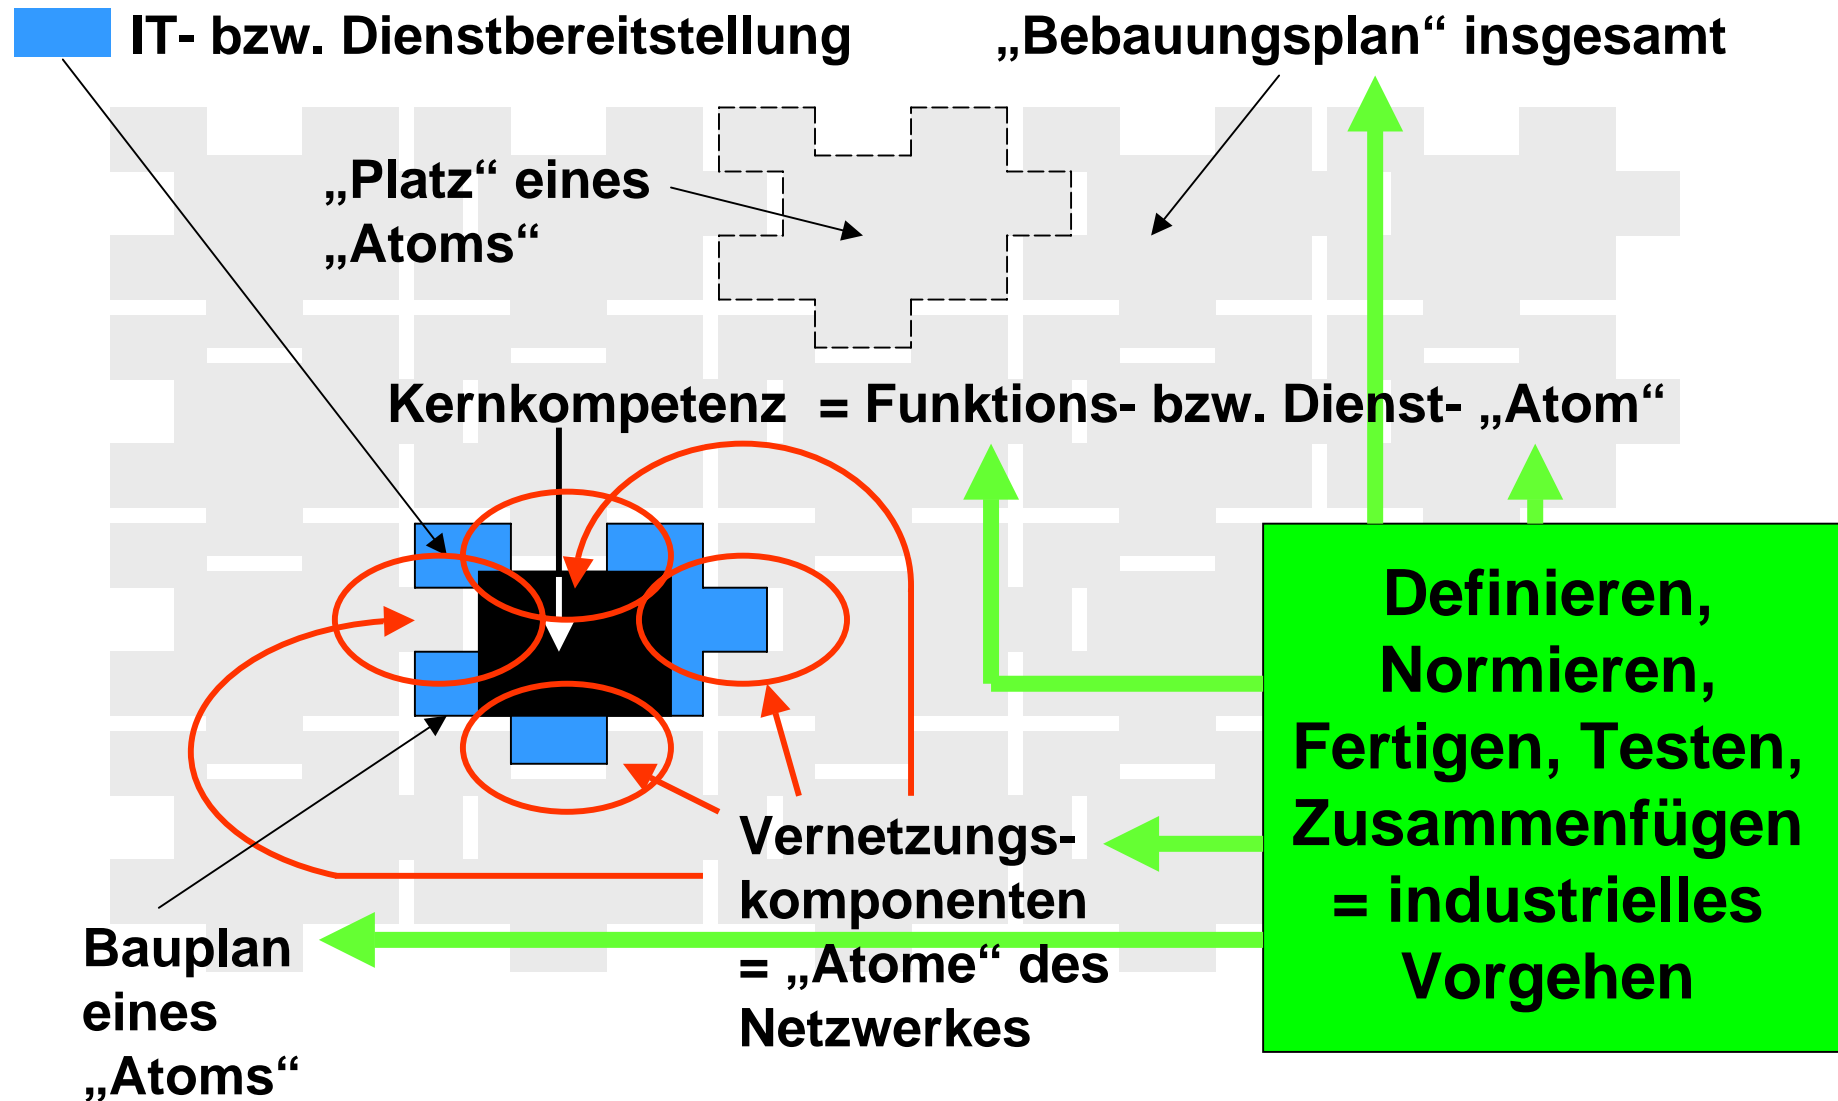 IT- bzw. Dienstbereitstellung
„Bebauungsplan“ insgesamt
„Platz“ eines
„Atoms“
Kernkompetenz = Funktions- bzw. Dienst- „Atom“
Definieren,
Normieren,
Fertigen, Testen,
Zusammenfügen
= industrielles
Vorgehen
Vernetzungs-
komponenten
= „Atome“ des
Netzwerkes
Bauplan
eines
„Atoms“